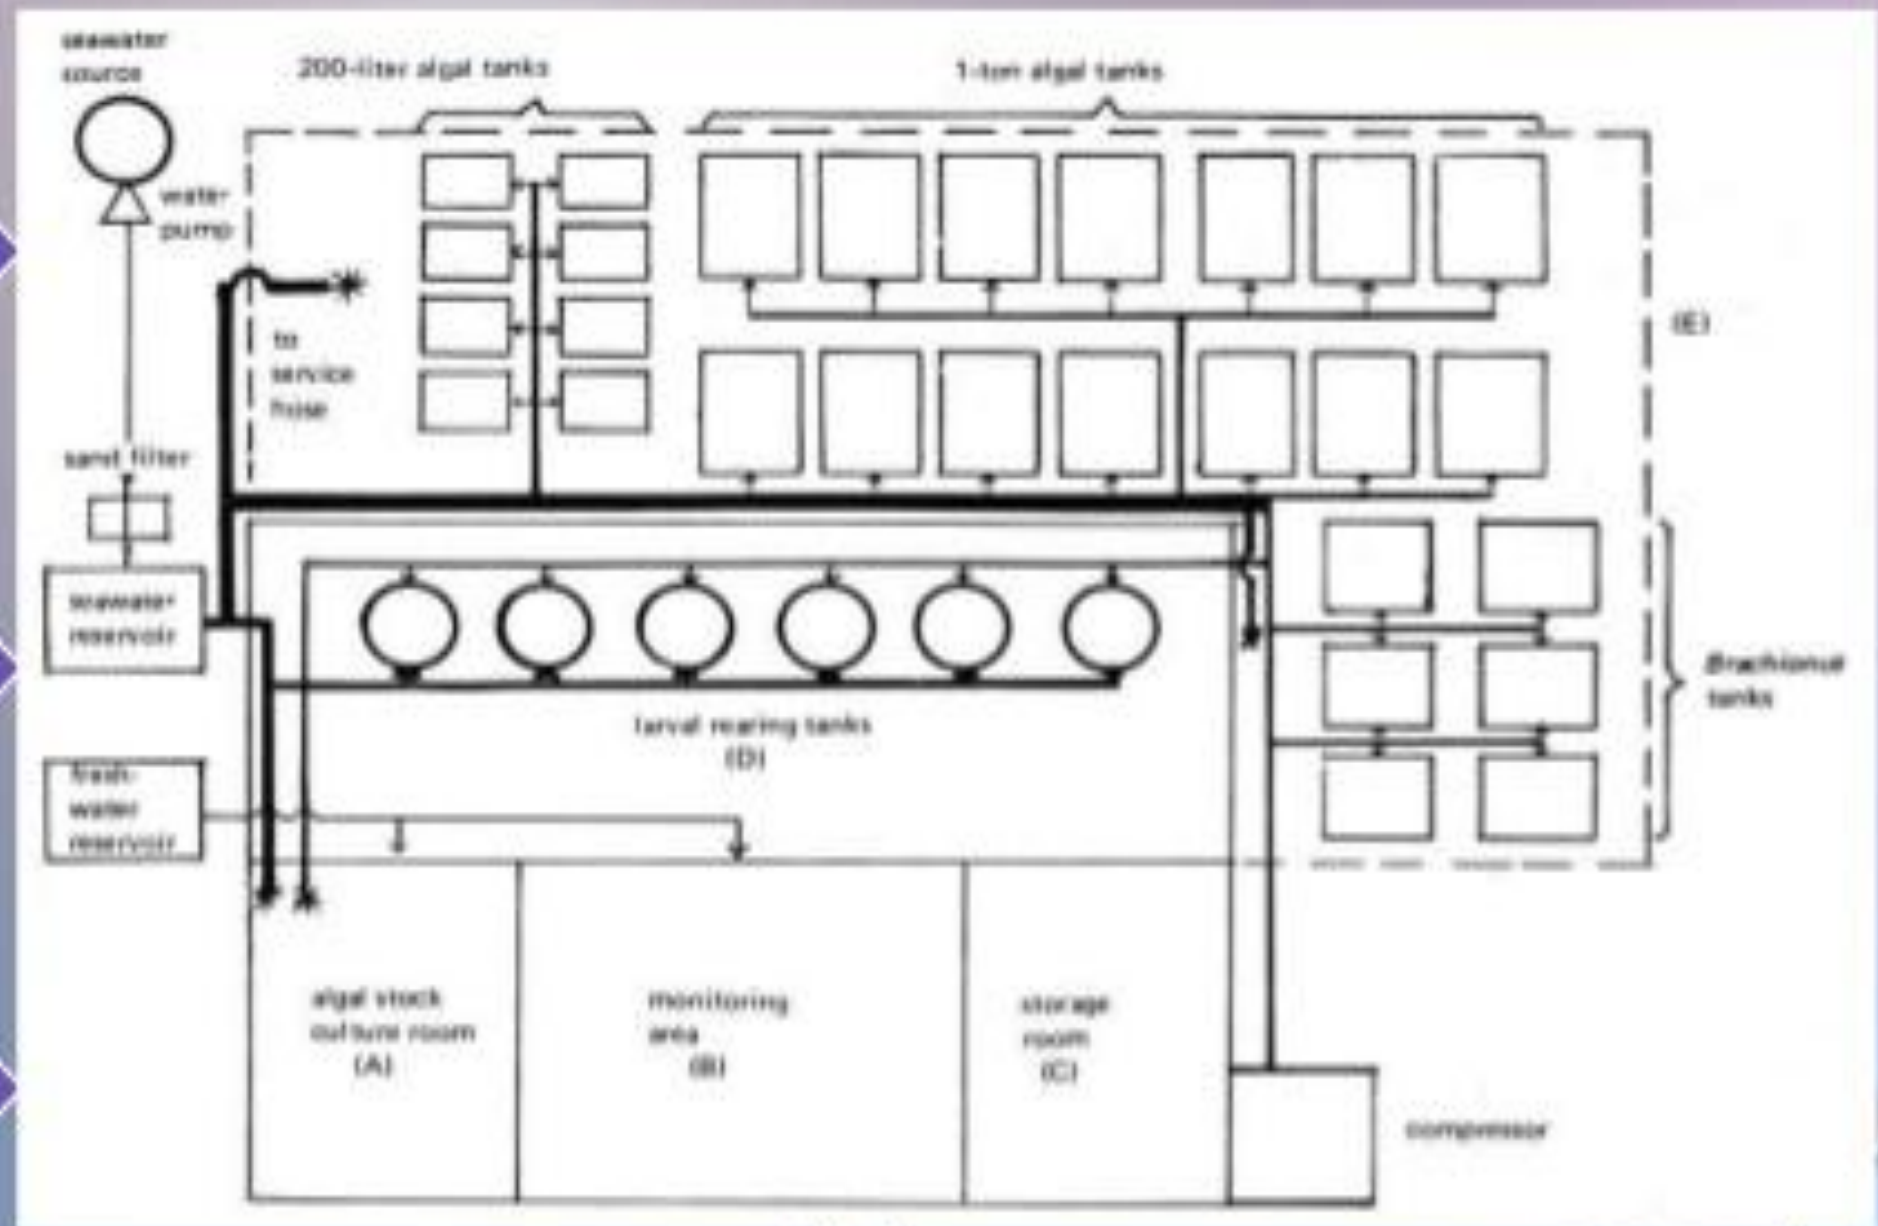 seawater
source
200-liter algal tanks
1-ton algal tanks
water
pump
(E)
to
service
hose
sand filter
seawater
reservoir
Brachionus
tanks
larval rearing tanks
(D)
fresh-
water
reservoir
algal stock
culture room
(A)
monitoring
area
(B)
storage
room
(C)
compressor